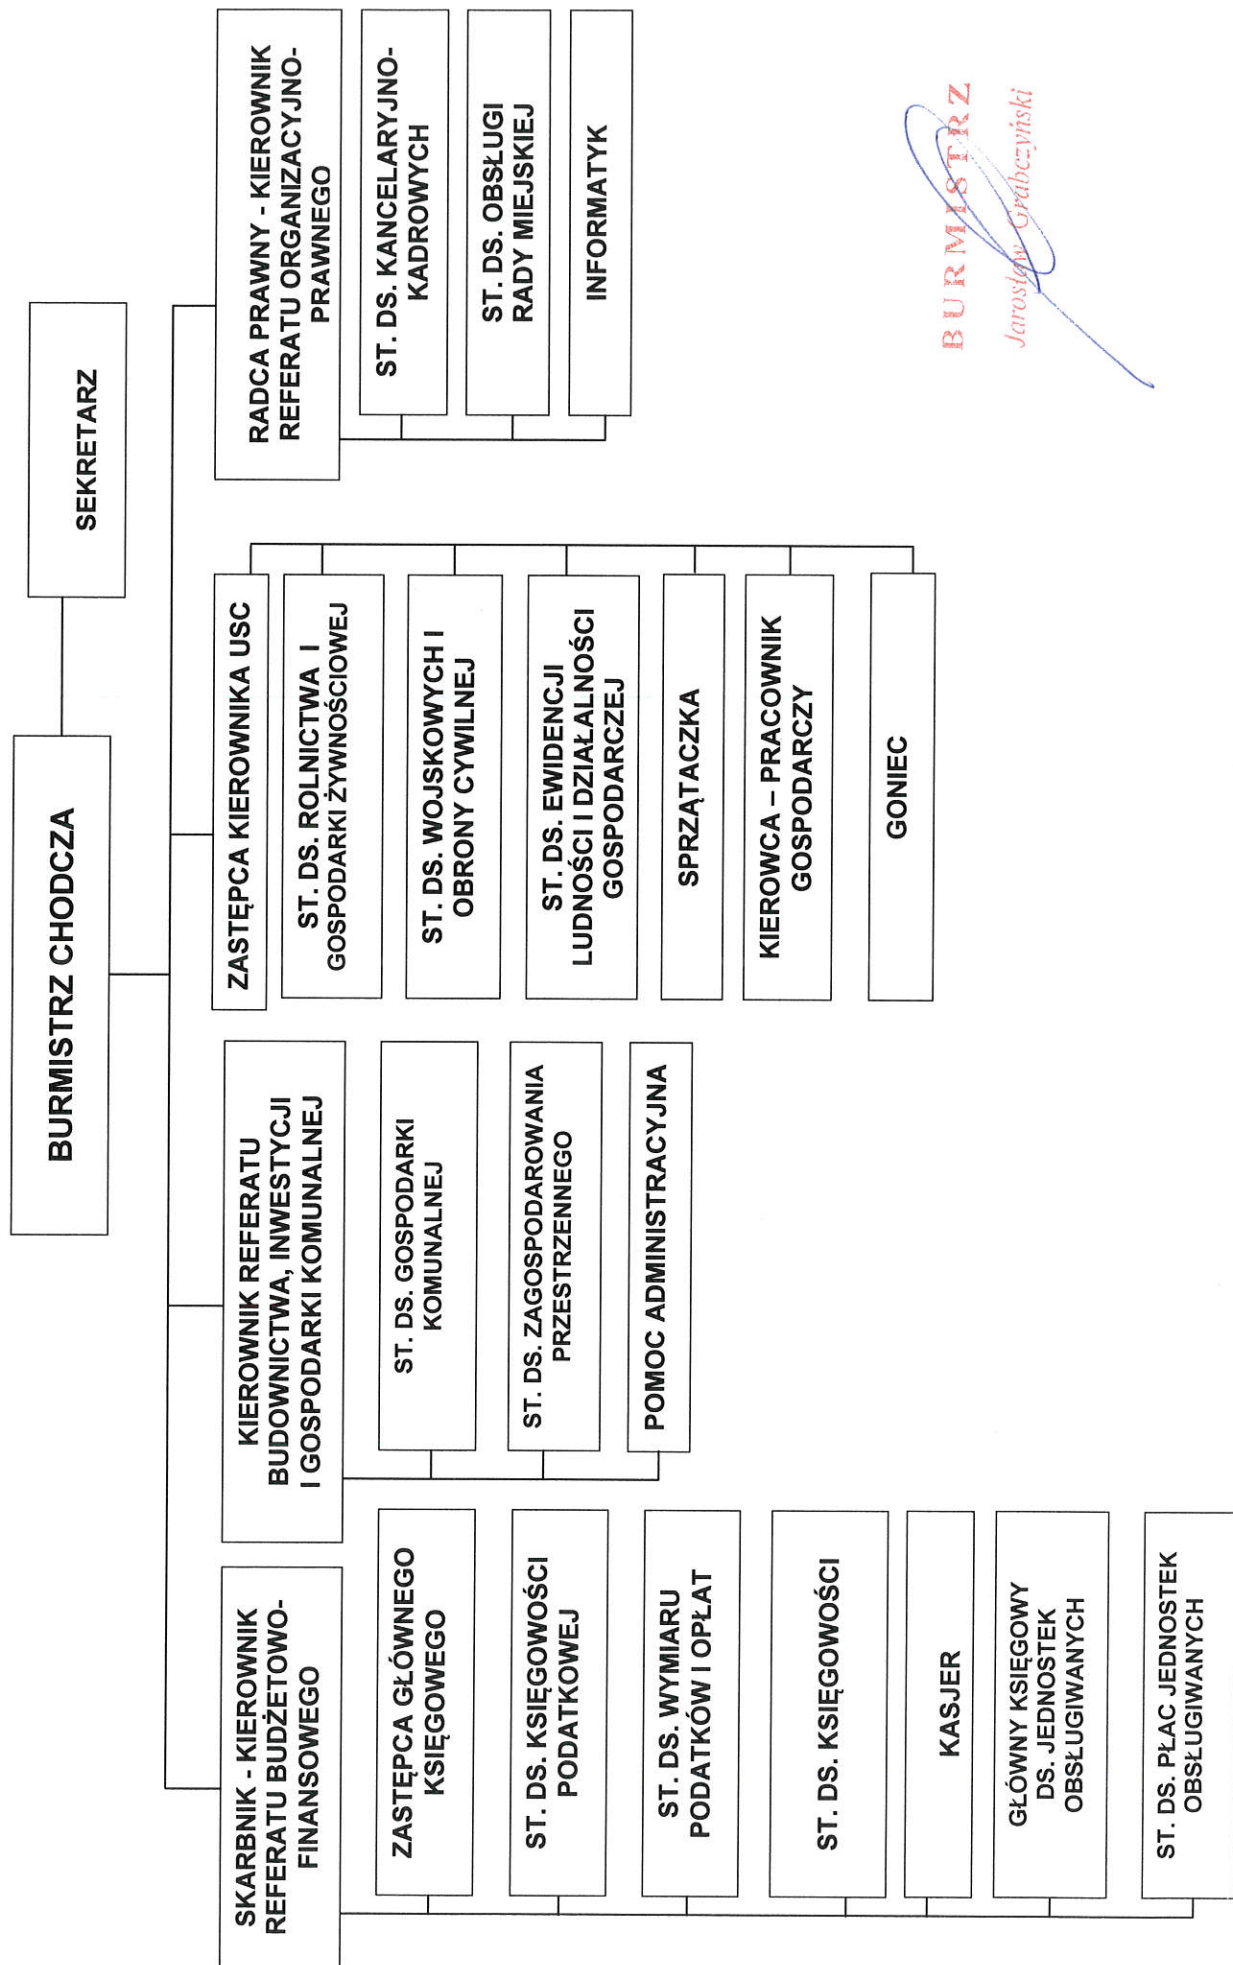 BURMISTRZ CHODCZA
SEKRETARZ
SKARBNIK - KIEROWNIK
REFERATU BUDŻETOWO-
FINANSOWEGO
ZASTĘPCA GŁÓWNEGO
KSIĘGOWEGO
ST. DS. KSIĘGOWOŚCI
PODATKOWEJ
ST. DS. WYMIARU
PODATKÓW I OPŁAT
ST. DS. KSIĘGOWOŚCI
KASJER
GŁÓWNY KSIĘGOWY
DS. JEDNOSTEK
OBSŁUGIWANYCH
ST. DS. PŁAC JEDNOSTEK
OBSŁUGIWANYCH
KIEROWNIK REFERATU
BUDOWNICTWA, INWESTYCJI
I GOSPODARKI KOMUNALNEJ
ST. DS. GOSPODARKI
KOMUNALNEJ
ST. DS. ZAGOSPODAROWANIA
PRZESTRZENNEGO
POMOC ADMINISTRACYJNA
ZASTĘPCA KIEROWNIKA USC
ST. DS. ROLNICTWA I
GOSPODARKI ŻYWNOŚCIOWEJ
ST. DS. WOJSKOWYCH I
OBRONY CYWILNEJ
ST. DS. EWIDENCJI
LUDNOŚCI I DZIAŁALNOŚCI
GOSPODARCZEJ
SPRZĄTACZKA
KIEROWCA – PRACOWNIK
GOSPODARCZY
GONIEC
RADCA PRAWNY - KIEROWNIK
REFERATU ORGANIZACYJNO-
PRAWNEGO
ST. DS. KANCELARYJNO-
KADROWYCH
ST. DS. OBSŁUGI
RADY MIEJSKIEJ
INFORMATYK
BURMISTRZ
Jarosław Grabczyński